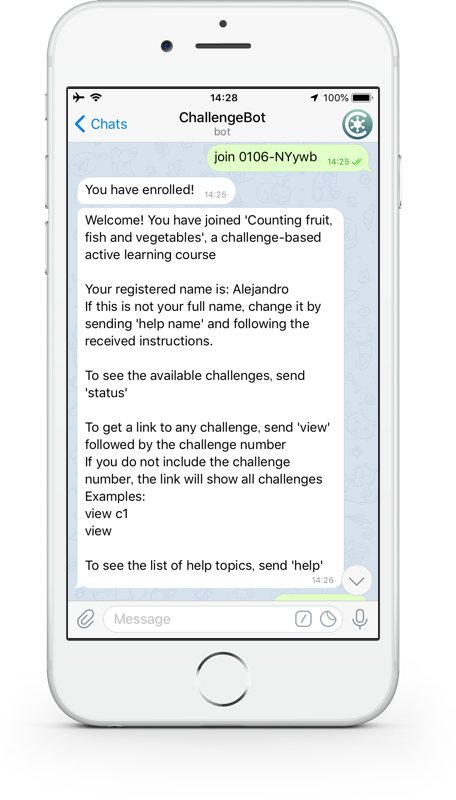 14:28
100%
Chats
ChallengeBot
bot
join 0106-NYywb 14:25
You have enrolled! 14:25
Welcome! You have joined 'Counting fruit,
fish and vegetables', a challenge-based
active learning course
Your registered name is: Alejandro
If this is not your full name, change it by
sending 'help name' and following the
received instructions.
To see the available challenges, send
'status'
To get a link to any challenge, send 'view'
followed by the challenge number
If you do not include the challenge
number, the link will show all challenges
Examples:
view c1
view
To see the list of help topics, send 'help'
14:26
Message